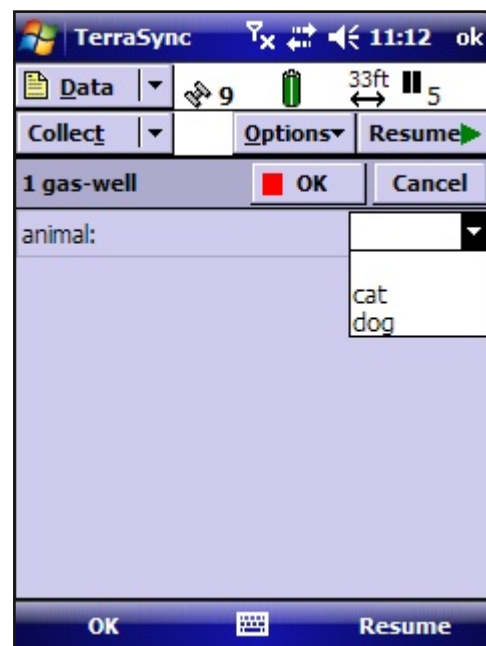 TerraSync 11:12 ok
Data 9 33ft 5
Collect Options Resume
1 gas-well OK Cancel
animal:
cat
dog
OK Resume